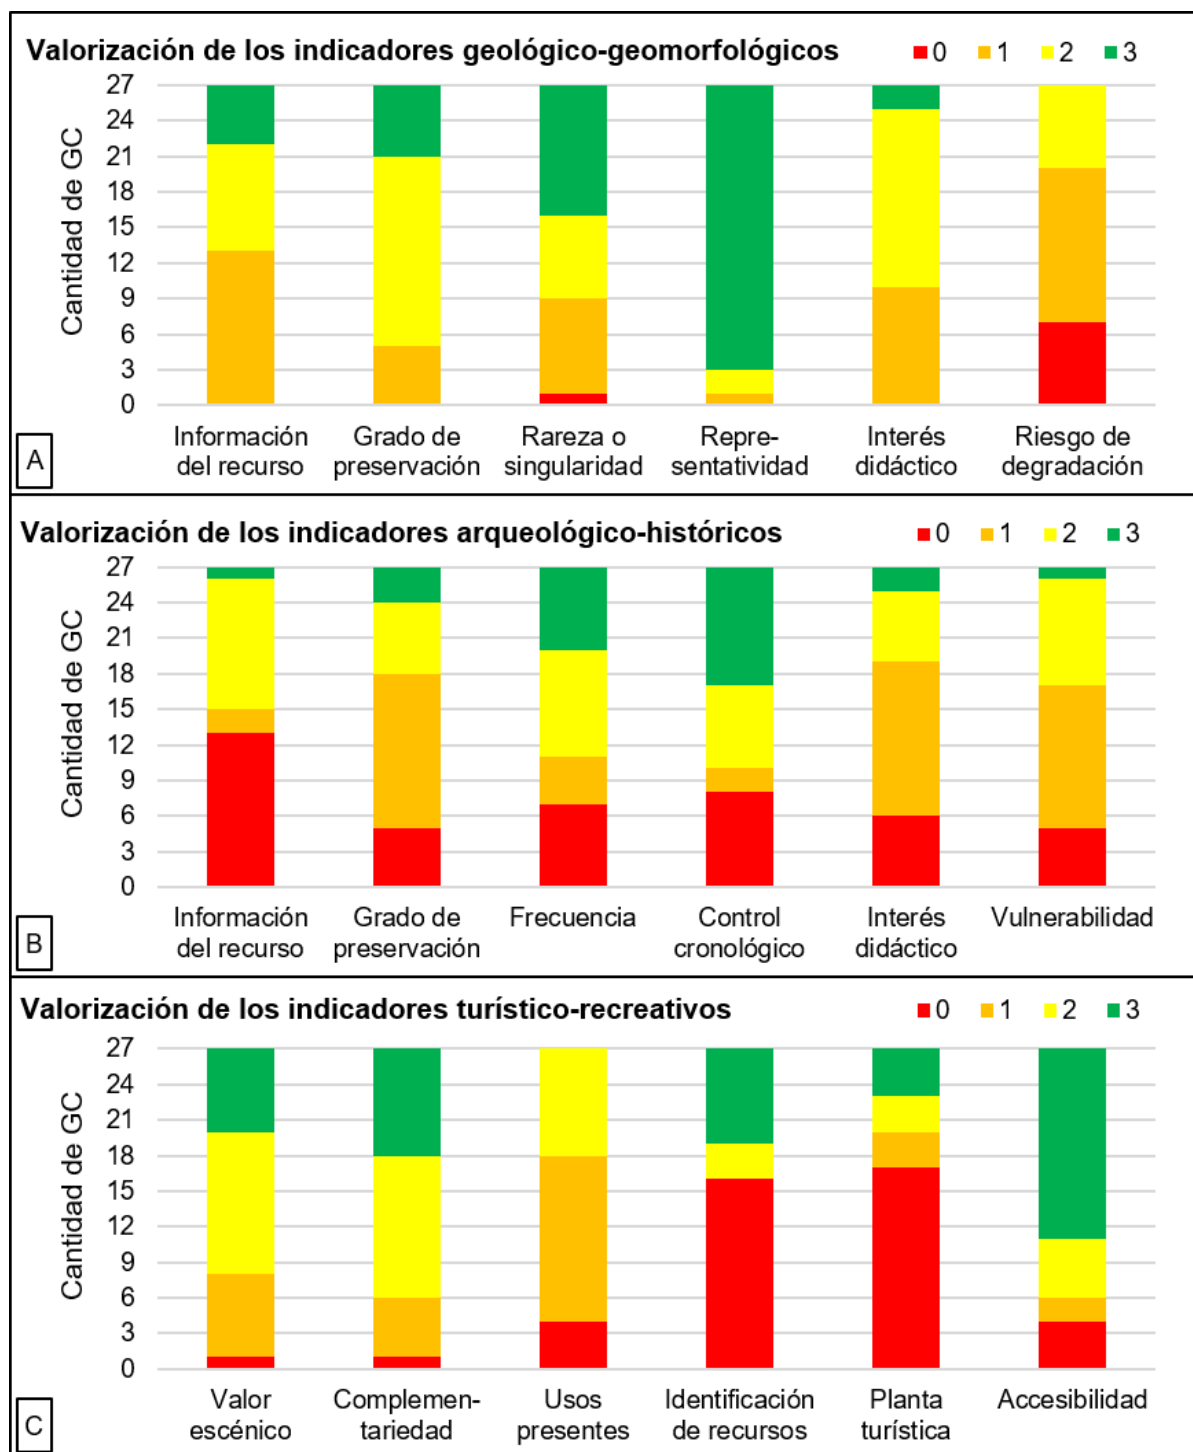 Valorización de los indicadores geológico-geomorfológicos 0 1 2 3
Cantidad de GC
27
24
21
18
15
12
9
6
3
0
Información del recurso
Grado de preservación
Rareza o singularidad
Repre-sentatividad
Interés didáctico
Riesgo de degradación
A
Valorización de los indicadores arqueológico-históricos 0 1 2 3
Cantidad de GC
27
24
21
18
15
12
9
6
3
0
Información del recurso
Grado de preservación
Frecuencia
Control cronológico
Interés didáctico
Vulnerabilidad
B
Valorización de los indicadores turístico-recreativos 0 1 2 3
Cantidad de GC
27
24
21
18
15
12
9
6
3
0
Valor escénico
Complemen-tariedad
Usos presentes
Identificación de recursos
Planta turística
Accesibilidad
C